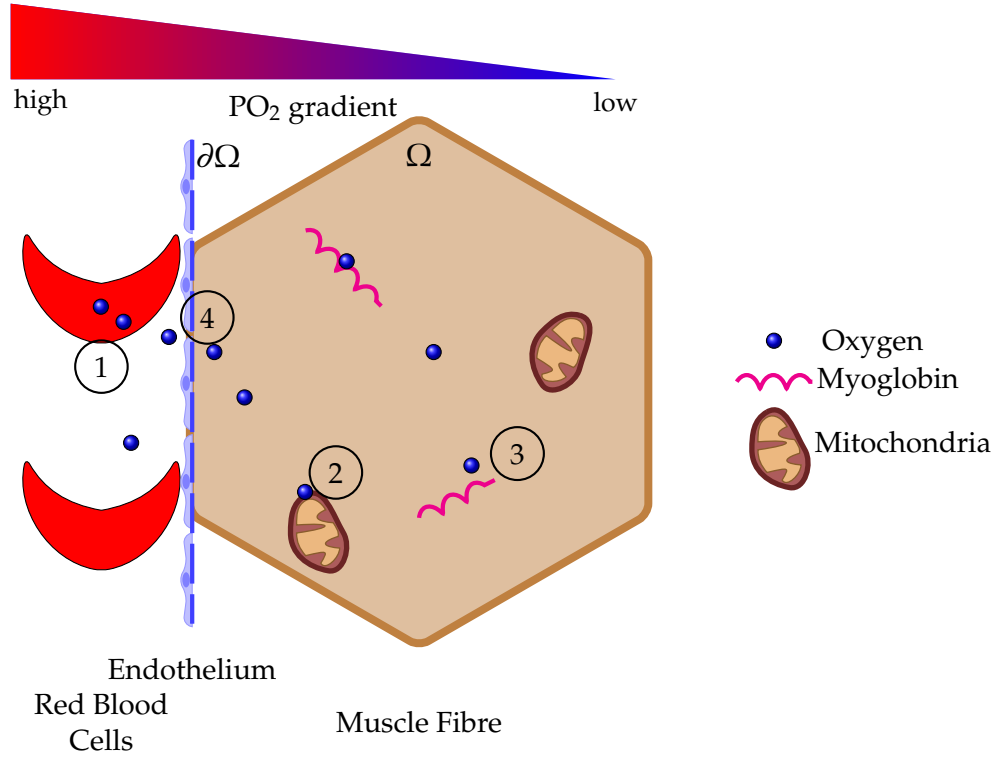 high
PO₂ gradient
low
∂Ω
Ω
4
1
2
3
Oxygen
Myoglobin
Mitochondria
Endothelium
Red Blood
Cells
Muscle Fibre